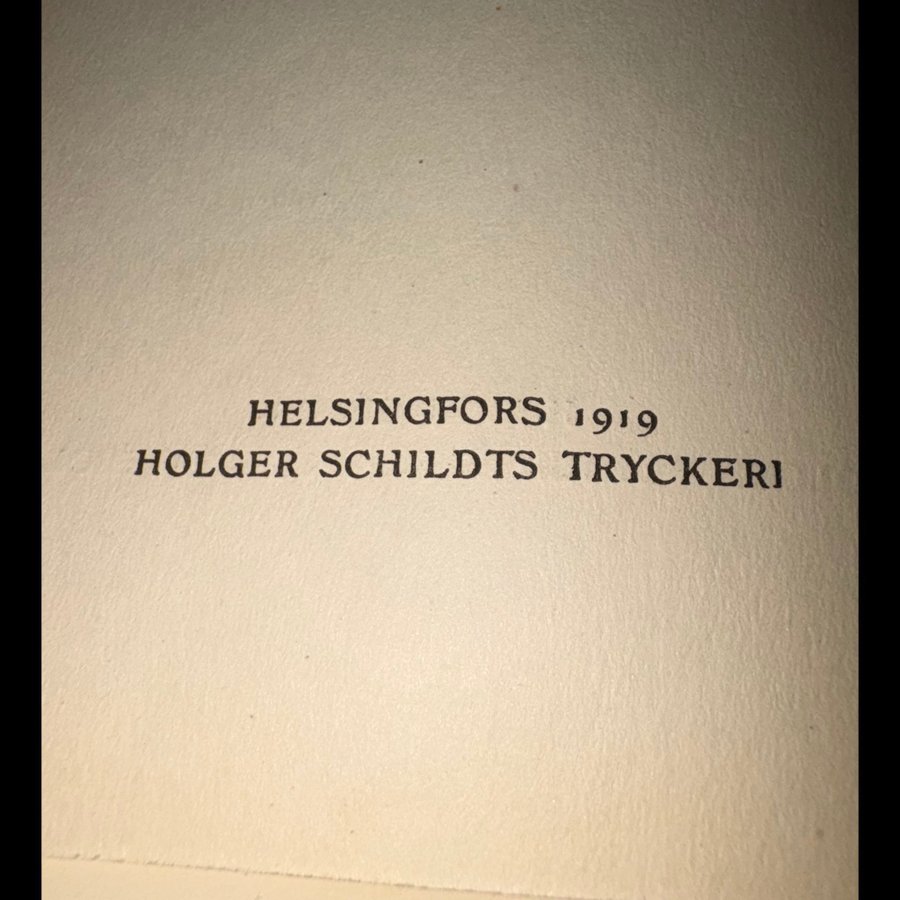 HELSINGFORS 1919
HOLGER SCHILDTS TRYCKERI